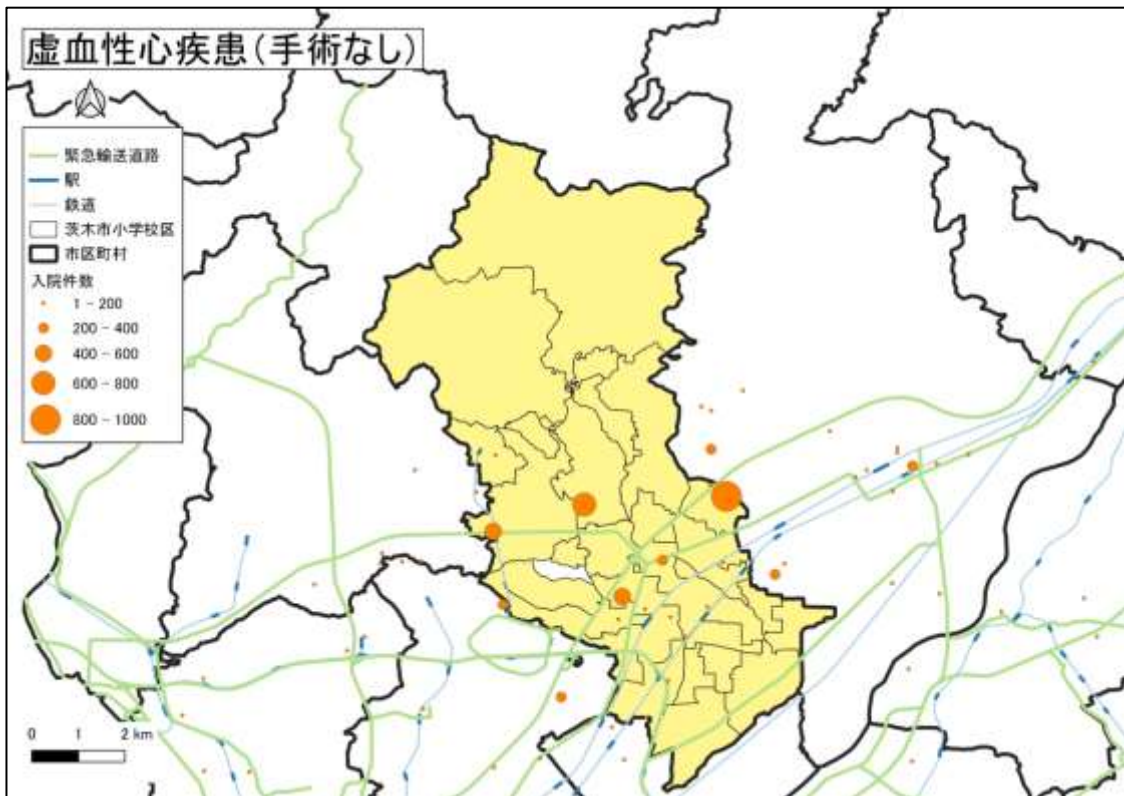 虚血性心疾患(手術なし)
緊急輸送道路
駅
鉄道
茨木市小学校区
市区町村
入院件数
1 - 200
200 - 400
400 - 600
600 - 800
800 - 1000
0 1 2 km